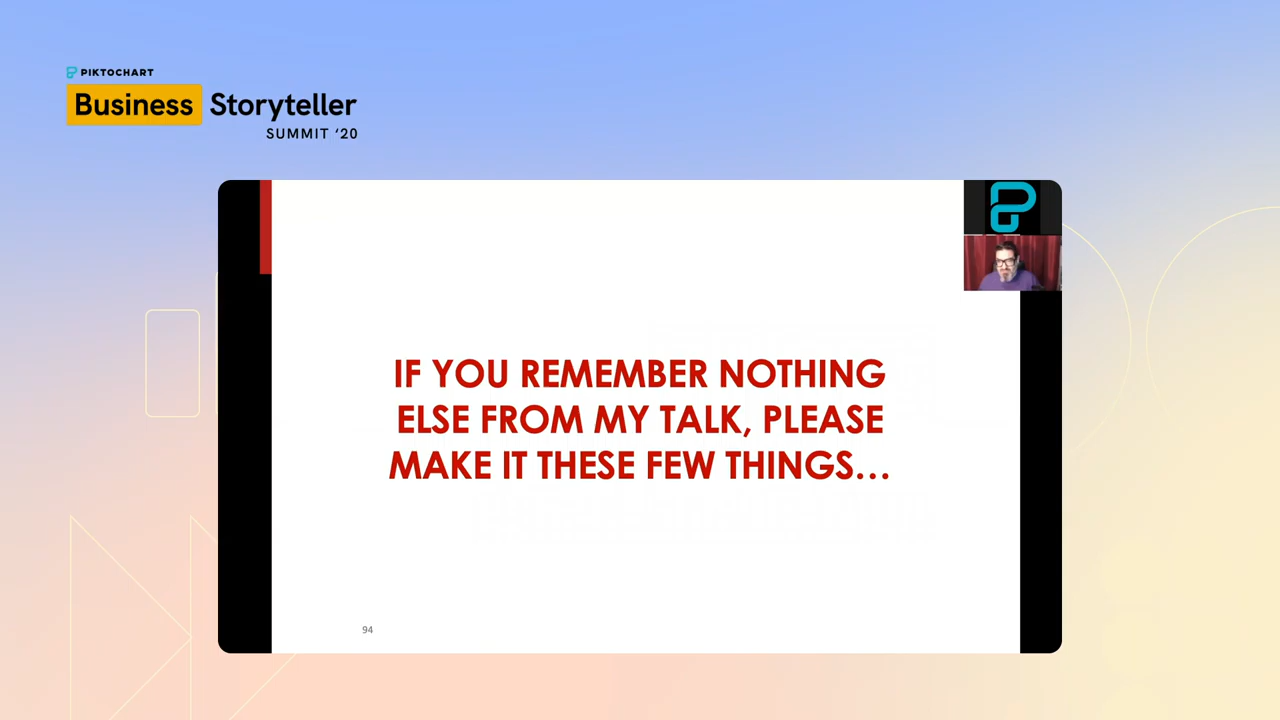 PIKTOCHART
Business Storyteller
SUMMIT ‘20
IF YOU REMEMBER NOTHING
ELSE FROM MY TALK, PLEASE
MAKE IT THESE FEW THINGS...
94